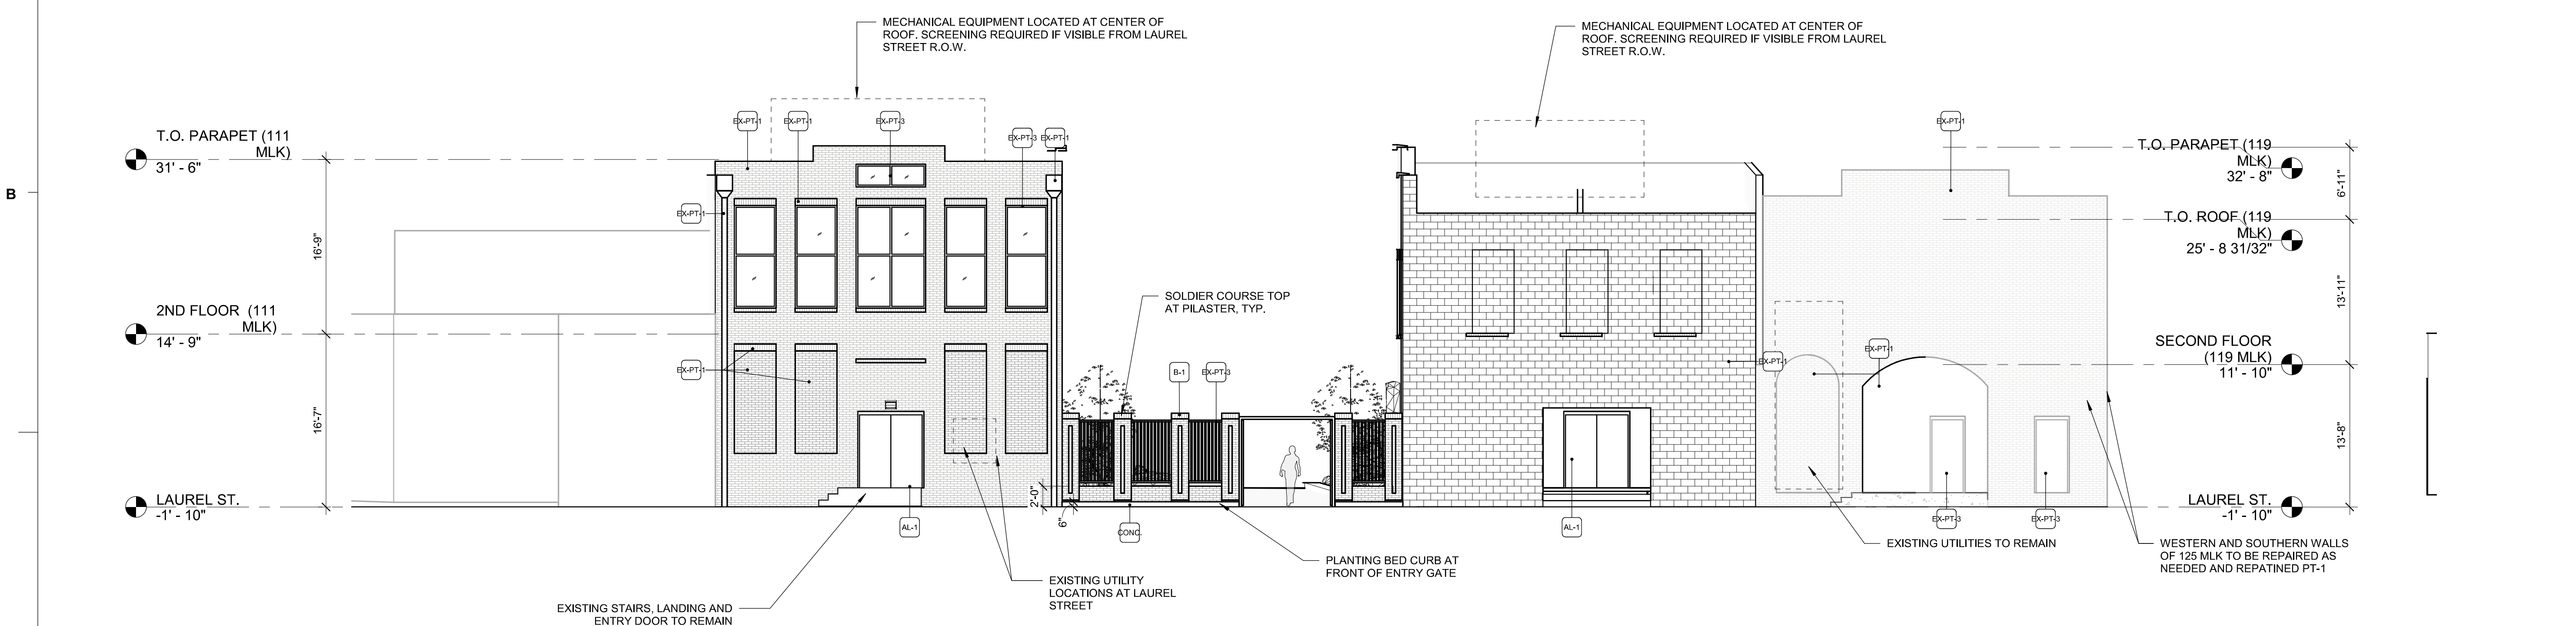 MECHANICAL EQUIPMENT LOCATED AT CENTER OF
ROOF. SCREENING REQUIRED IF VISIBLE FROM LAUREL
STREET R.O.W.
MECHANICAL EQUIPMENT LOCATED AT CENTER OF
ROOF. SCREENING REQUIRED IF VISIBLE FROM LAUREL
STREET R.O.W.
B
T.O. PARAPET (111
MLK)
31' - 6"
2ND FLOOR (111
MLK)
14' - 9"
LAUREL ST.
-1' - 10"
16'-9"
16'-7"
EX-PT-1
EX-PT-1
EX-PT-3
EX-PT-3
EX-PT-1
EX-PT-1
EX-PT-1
AL-1
2'-0"
6"
CONC.
SOLDIER COURSE TOP
AT PILASTER, TYP.
B-1
EX-PT-3
PLANTING BED CURB AT
FRONT OF ENTRY GATE
EXISTING UTILITY
LOCATIONS AT LAUREL
STREET
EXISTING STAIRS, LANDING AND
ENTRY DOOR TO REMAIN
AL-1
EX-PT-1
EX-PT-1
EX-PT-1
EX-PT-3
EX-PT-3
EXISTING UTILITIES TO REMAIN
WESTERN AND SOUTHERN WALLS
OF 125 MLK TO BE REPAIRED AS
NEEDED AND REPATINED PT-1
T.O. PARAPET (119
MLK)
32' - 8"
T.O. ROOF (119
MLK)
25' - 8 31/32"
SECOND FLOOR
(119 MLK)
11' - 10"
LAUREL ST.
-1' - 10"
6'-11"
13'-11"
13'-8"